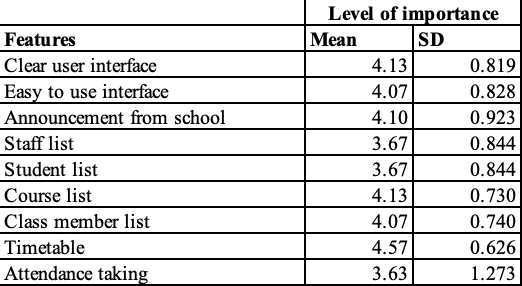 Level of importance
Features Mean SD
Clear user interface 4.13 0.819
Easy to use interface 4.07 0.828
Announcement from school 4.10 0.923
Staff list 3.67 0.844
Student list 3.67 0.844
Course list 4.13 0.730
Class member list 4.07 0.740
Timetable 4.57 0.626
Attendance taking 3.63 1.273